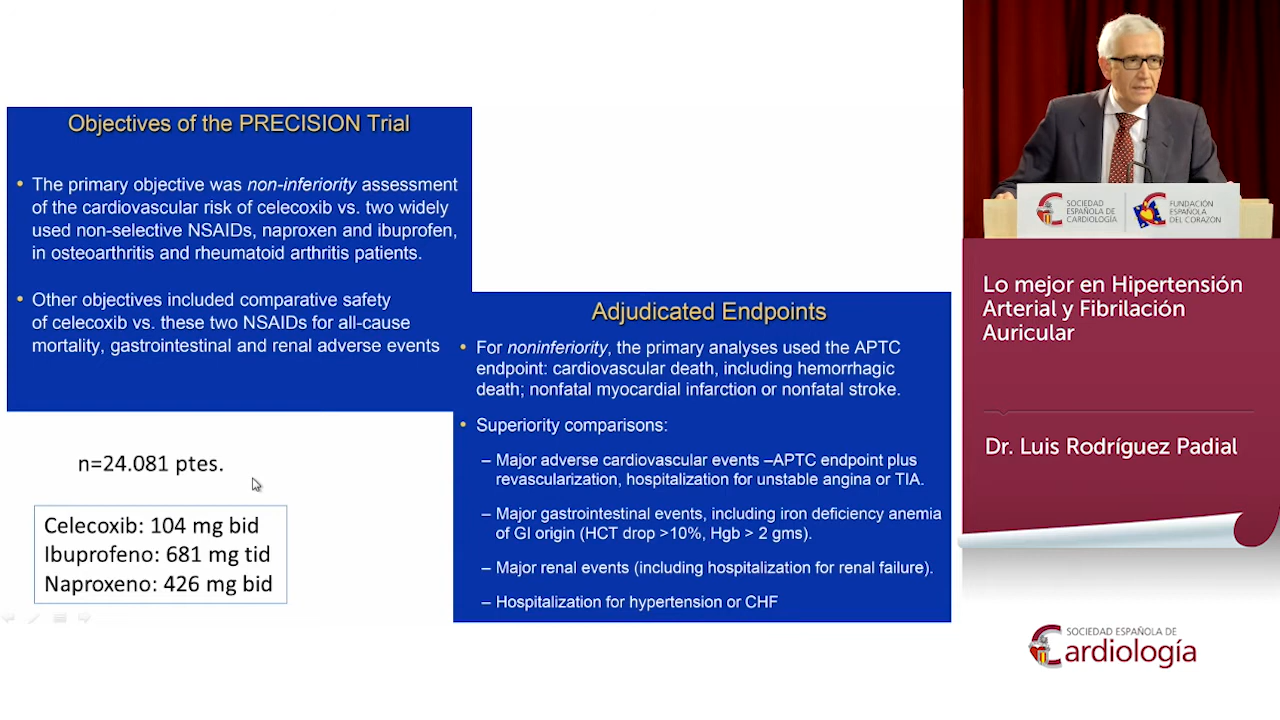 Objectives of the PRECISION Trial
• The primary objective was non-inferiority assessment
of the cardiovascular risk of celecoxib vs. two widely
used non-selective NSAIDs, naproxen and ibuprofen,
in osteoarthritis and rheumatoid arthritis patients.
• Other objectives included comparative safety
of celecoxib vs. these two NSAIDs for all-cause
mortality, gastrointestinal and renal adverse events
n=24.081 ptes.
Celecoxib: 104 mg bid
Ibuprofeno: 681 mg tid
Naproxeno: 426 mg bid
Adjudicated Endpoints
• For noninferiority, the primary analyses used the APTC
endpoint: cardiovascular death, including hemorrhagic
death; nonfatal myocardial infarction or nonfatal stroke.
• Superiority comparisons:
– Major adverse cardiovascular events –APTC endpoint plus
revascularization, hospitalization for unstable angina or TIA.
– Major gastrointestinal events, including iron deficiency anemia
of GI origin (HCT drop >10%, Hgb > 2 gms).
– Major renal events (including hospitalization for renal failure).
– Hospitalization for hypertension or CHF
SOCIEDAD
ESPAÑOLA DE
CARDIOLOGÍA
FUNDACIÓN
ESPAÑOLA
DEL CORAZÓN
Lo mejor en Hipertensión
Arterial y Fibrilación
Auricular
Dr. Luis Rodríguez Padial
SOCIEDAD ESPAÑOLA DE
Cardiología